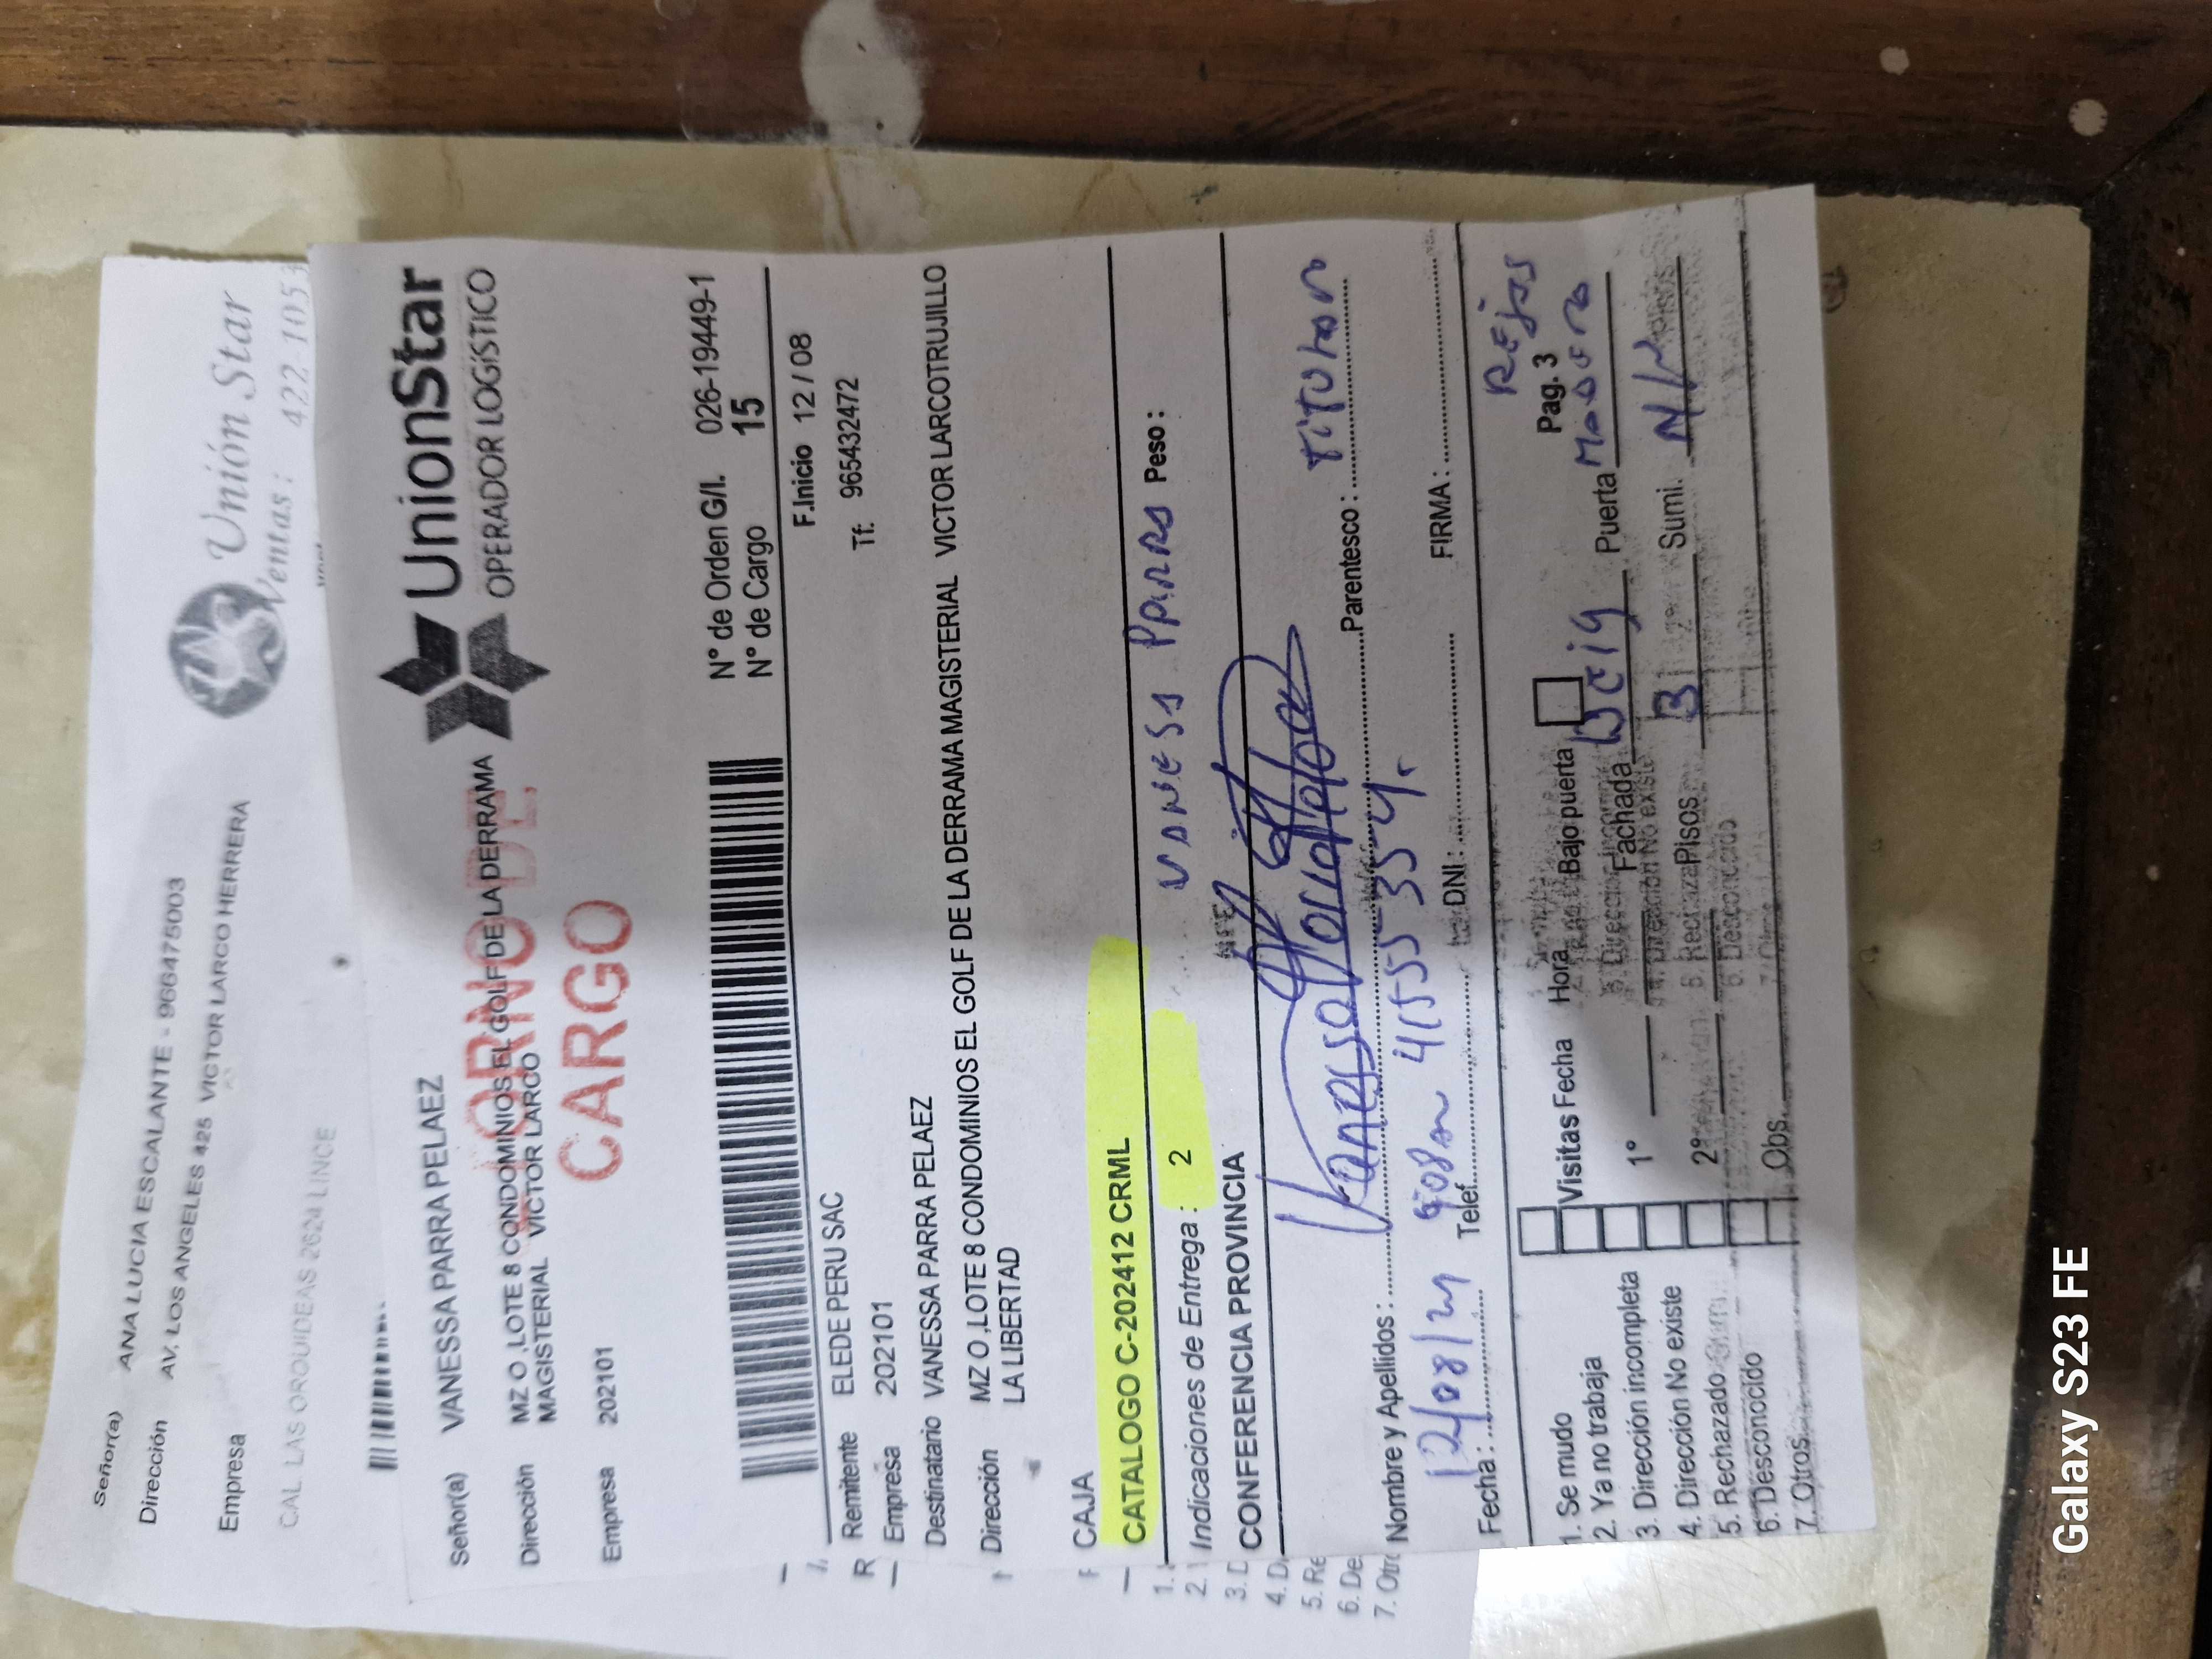 Señor(a) ANA LUCIA ESCALANTE - 966475003
Dirección AV. LOS ANGELES 425 VICTOR LARCO HERRERA
Empresa
CAL. LAS ORQUIDEAS 2624 LINCE
Unión Star
Ventas : 422-1053
UnionStar
OPERADOR LOGíSTICO
Señor(a) VANESSA PARRA PELAEZ
Dirección MZ O ,LOTE 8 CONDOMINIOS EL GOLF DE LA DERRAMA
MAGISTERIAL VICTOR LARCO
Empresa 202101
CARGO
N° de Orden G/I. 026-19449-1
N° de Cargo 15
F.Inicio 12 / 08
Remitente ELEDE PERU SAC
Empresa 202101
Tf. 965432472
Destinatario VANESSA PARRA PELAEZ
Dirección MZ O ,LOTE 8 CONDOMINIOS EL GOLF DE LA DERRAMA MAGISTERIAL VICTOR LARCOTRUJILLO
LA LIBERTAD
CAJA
CATALOGO C-202412 CRML
Indicaciones de Entrega : 2
VANESSA PARRA Peso :
CONFERENCIA PROVINCIA
Nombre y Apellidos : Parentesco : TITULAR
12/08/24
Fecha : Telef. DNI : FIRMA :
1. Se mudo
2. Ya no trabaja
3. Dirección incompleta
4. Dirección No existe
5. Rechazado
6. Desconocido
7. Otros
Visitas Fecha Hora Bajo puerta Pag. 3
REJAS
1° Fachada BEIG Puerta MADERA
2° Pisos 3 Sumi. N/V
Obs.
Galaxy S23 FE